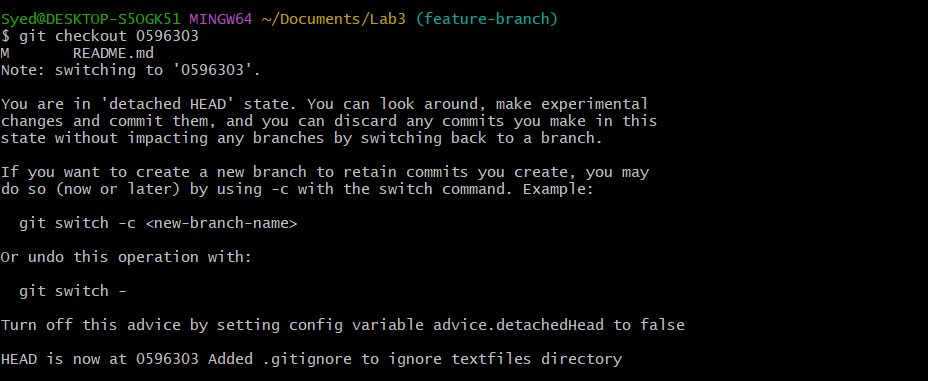 Syed@DESKTOP-S5OGK51 MINGW64 ~/Documents/Lab3 (feature-branch)
$ git checkout 0596303
M       README.md
Note: switching to '0596303'.

You are in 'detached HEAD' state. You can look around, make experimental
changes and commit them, and you can discard any commits you make in this
state without impacting any branches by switching back to a branch.

If you want to create a new branch to retain commits you create, you may
do so (now or later) by using -c with the switch command. Example:

  git switch -c <new-branch-name>

Or undo this operation with:

  git switch -

Turn off this advice by setting config variable advice.detachedHead to false

HEAD is now at 0596303 Added .gitignore to ignore textfiles directory